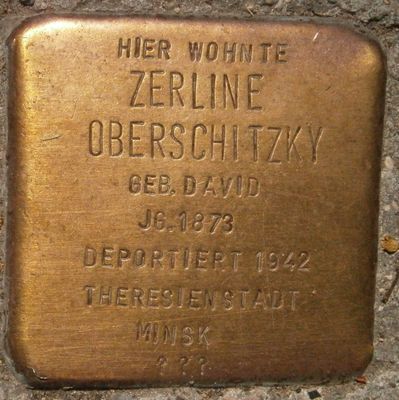 HIER WOHNTE
ZERLINE
OBERSCHITZKY
GEB. DAVID
JG. 1873
DEPORTIERT 1942
THERESIENSTADT
MINSK
? ? ?